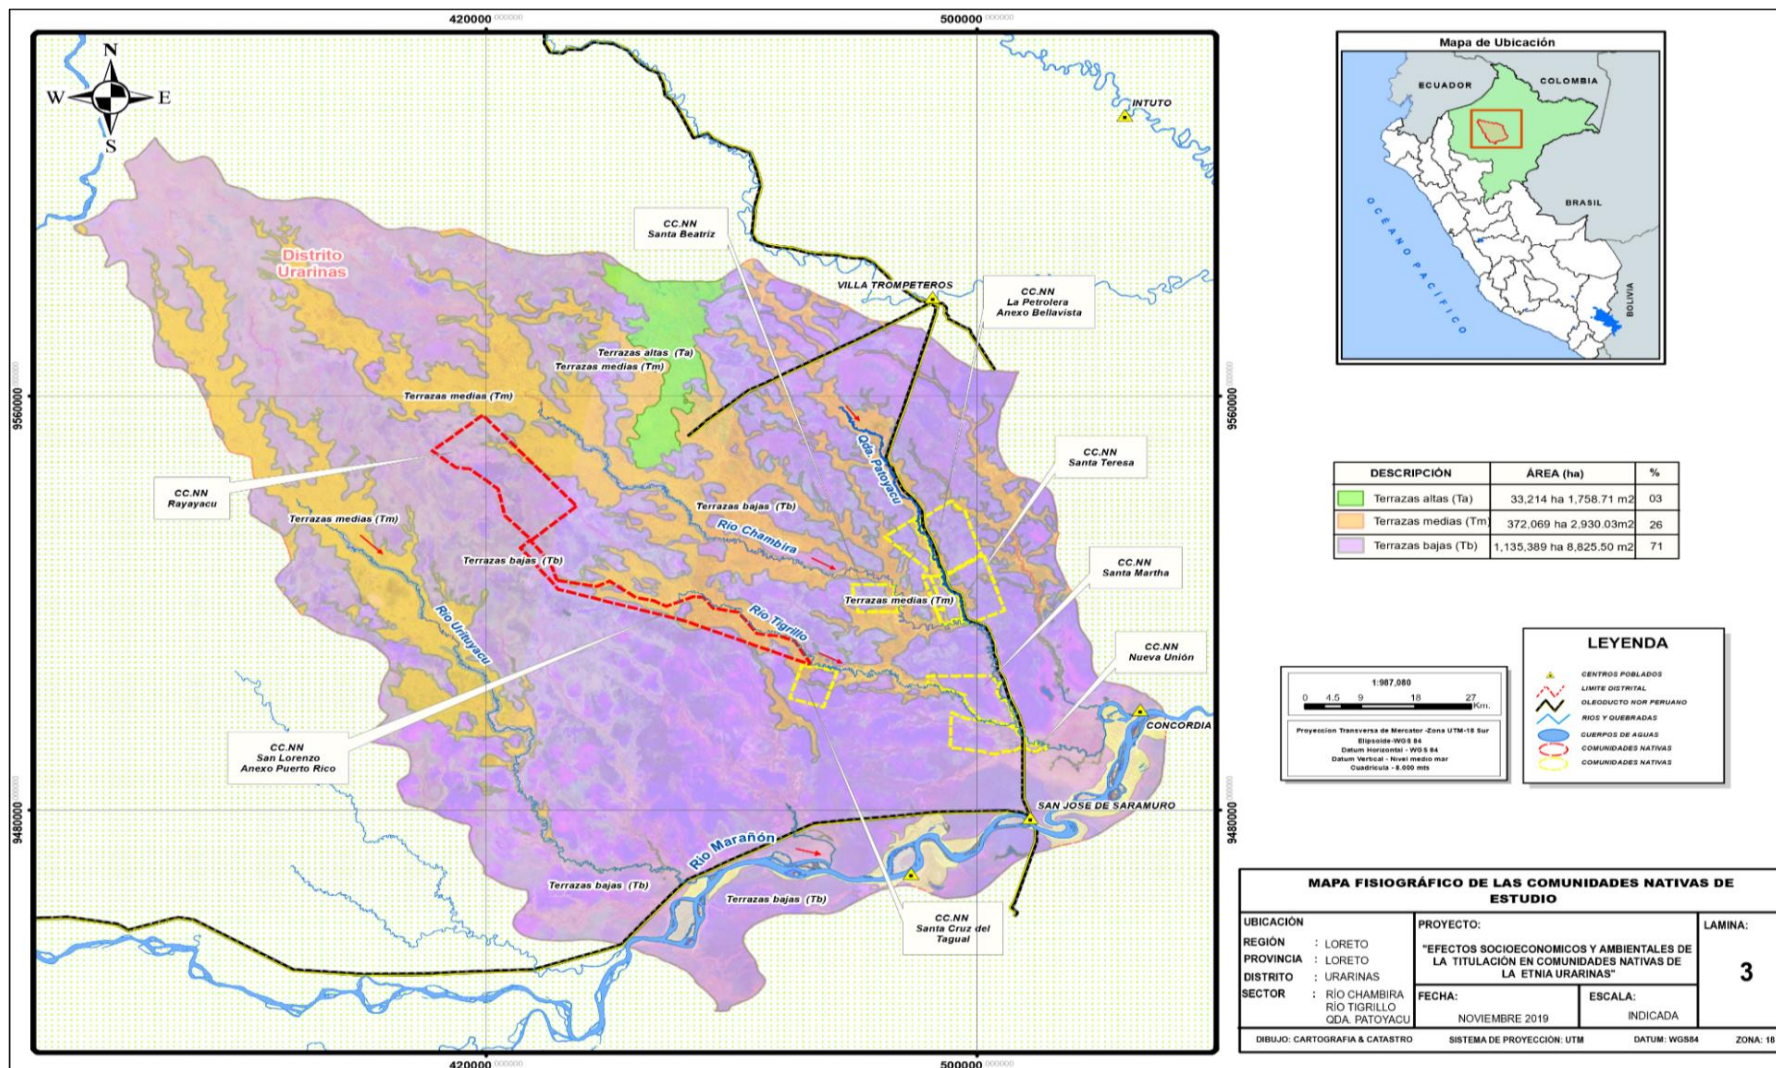 420000
500000
N
W
E
S
INTUTO
CC.NN
Santa Beatriz
Distrito
Urarinas
VILLA TROMPETEROS
CC.NN
La Petrolera
Anexo Bellavista
Terrazas altas (Ta)
Terrazas medias (Tm)
Terrazas medias (Tm)
9560000
9560000
Qda. Patoyacu
CC.NN
Santa Teresa
CC.NN
Rayayacu
Terrazas medias (Tm)
Terrazas bajas (Tb)
Río Chambira
Terrazas bajas (Tb)
CC.NN
Santa Martha
Terrazas medias (Tm)
Río Tigrillo
Río Urituyacu
CC.NN
Nueva Unión
CONCORDIA
CC.NN
San Lorenzo
Anexo Puerto Rico
SAN JOSE DE SARAMURO
9480000
9480000
Río Marañón
Terrazas bajas (Tb)
Terrazas bajas (Tb)
CC.NN
Santa Cruz del
Tagual
420000
500000
Mapa de Ubicación
ECUADOR
COLOMBIA
BRASIL
OCÉANO PACÍFICO
BOLIVIA
DESCRIPCIÓN ÁREA (ha) %
Terrazas altas (Ta) 33,214 ha 1,758.71 m2 03
Terrazas medias (Tm) 372,069 ha 2,930.03m2 26
Terrazas bajas (Tb) 1,135,389 ha 8,825.50 m2 71
1:987,080
0 4.5 9 18 27
Km.
Proyeccion Transversa de Mercator -Zona UTM-18 Sur
Elipsoide-WGS 84
Datum Horizontal - WGS 84
Datum Vertical - Nivel medio mar
Cuadrícula - 8.000 mts
LEYENDA
CENTROS POBLADOS
LIMITE DISTRITAL
OLEODUCTO NOR PERUANO
RIOS Y QUEBRADAS
CUERPOS DE AGUAS
COMUNIDADES NATIVAS
COMUNIDADES NATIVAS
MAPA FISIOGRÁFICO DE LAS COMUNIDADES NATIVAS DE
ESTUDIO
UBICACIÓN
REGIÓN : LORETO
PROVINCIA : LORETO
DISTRITO : URARINAS
SECTOR : RÍO CHAMBIRA
RÍO TIGRILLO
QDA. PATOYACU
PROYECTO:
"EFECTOS SOCIOECONOMICOS Y AMBIENTALES DE
LA TITULACIÓN EN COMUNIDADES NATIVAS DE
LA ETNIA URARINAS"
FECHA:
NOVIEMBRE 2019
ESCALA:
INDICADA
LAMINA:
3
DIBUJO: CARTOGRAFIA & CATASTRO SISTEMA DE PROYECCIÓN: UTM DATUM: WGS84 ZONA: 18